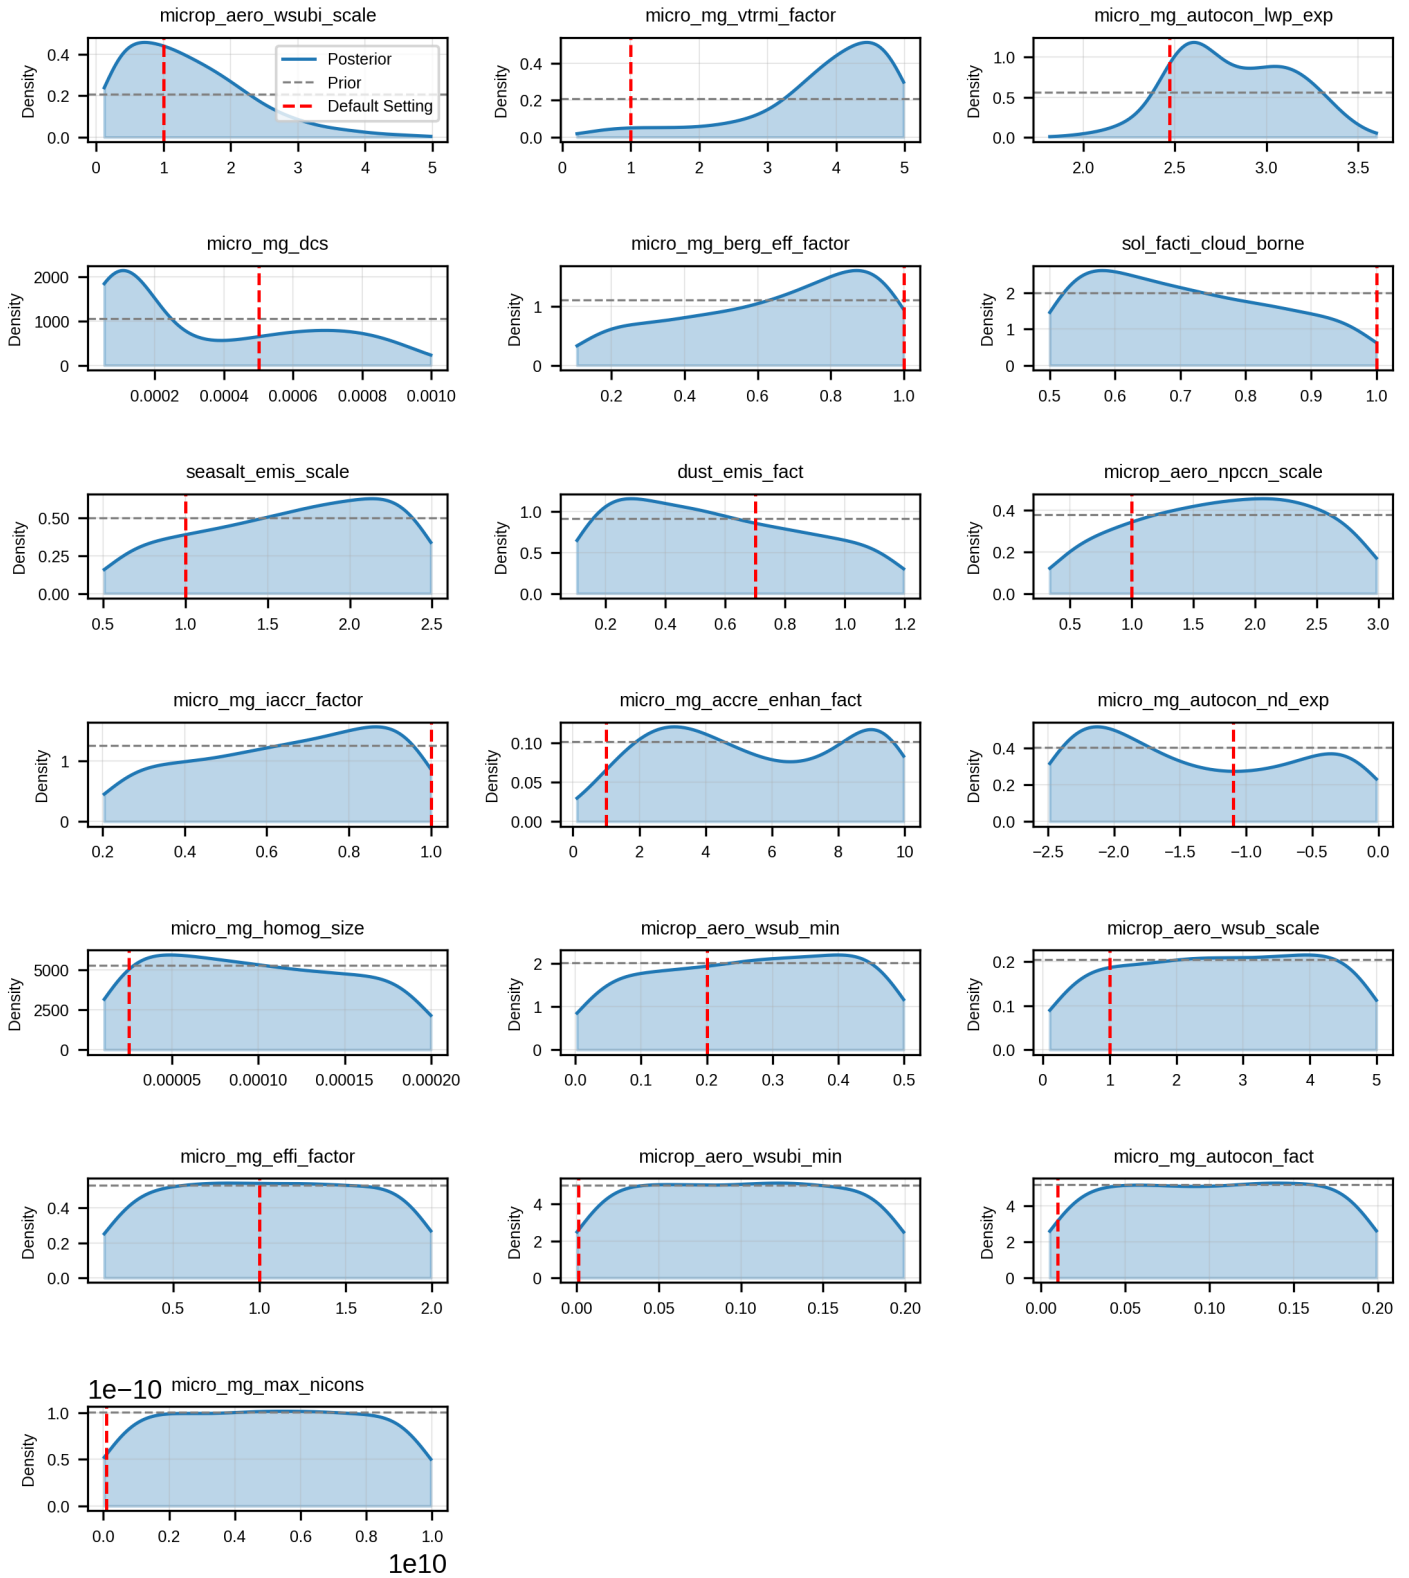 microp_aero_wsubi_scale
Density
0.4
0.2
0.0
Posterior
Prior
Default Setting
0 1 2 3 4 5
micro_mg_vtrmi_factor
Density
0.4
0.2
0.0
0 1 2 3 4 5
micro_mg_autocon_lwp_exp
Density
1.0
0.5
0.0
2.0 2.5 3.0 3.5
micro_mg_dcs
Density
2000
1000
0
0.0002 0.0004 0.0006 0.0008 0.0010
micro_mg_berg_eff_factor
Density
1
0
0.2 0.4 0.6 0.8 1.0
sol_facti_cloud_borne
Density
2
1
0
0.5 0.6 0.7 0.8 0.9 1.0
seasalt_emis_scale
Density
0.50
0.25
0.00
0.5 1.0 1.5 2.0 2.5
dust_emis_fact
Density
1.0
0.5
0.0
0.2 0.4 0.6 0.8 1.0 1.2
microp_aero_npccn_scale
Density
0.4
0.2
0.0
0.5 1.0 1.5 2.0 2.5 3.0
micro_mg_iaccr_factor
Density
1
0
0.2 0.4 0.6 0.8 1.0
micro_mg_accre_enhan_fact
Density
0.10
0.05
0.00
0 2 4 6 8 10
micro_mg_autocon_nd_exp
Density
0.4
0.2
0.0
−2.5 −2.0 −1.5 −1.0 −0.5 0.0
micro_mg_homog_size
Density
5000
2500
0
0.00005 0.00010 0.00015 0.00020
microp_aero_wsub_min
Density
2
1
0
0.0 0.1 0.2 0.3 0.4 0.5
microp_aero_wsub_scale
Density
0.2
0.1
0.0
0 1 2 3 4 5
micro_mg_effi_factor
Density
0.4
0.2
0.0
0.5 1.0 1.5 2.0
microp_aero_wsubi_min
Density
4
2
0
0.00 0.05 0.10 0.15 0.20
micro_mg_autocon_fact
Density
4
2
0
0.00 0.05 0.10 0.15 0.20
1e−10 micro_mg_max_nicons
Density
1.0
0.5
0.0
0.0 0.2 0.4 0.6 0.8 1.0
1e10